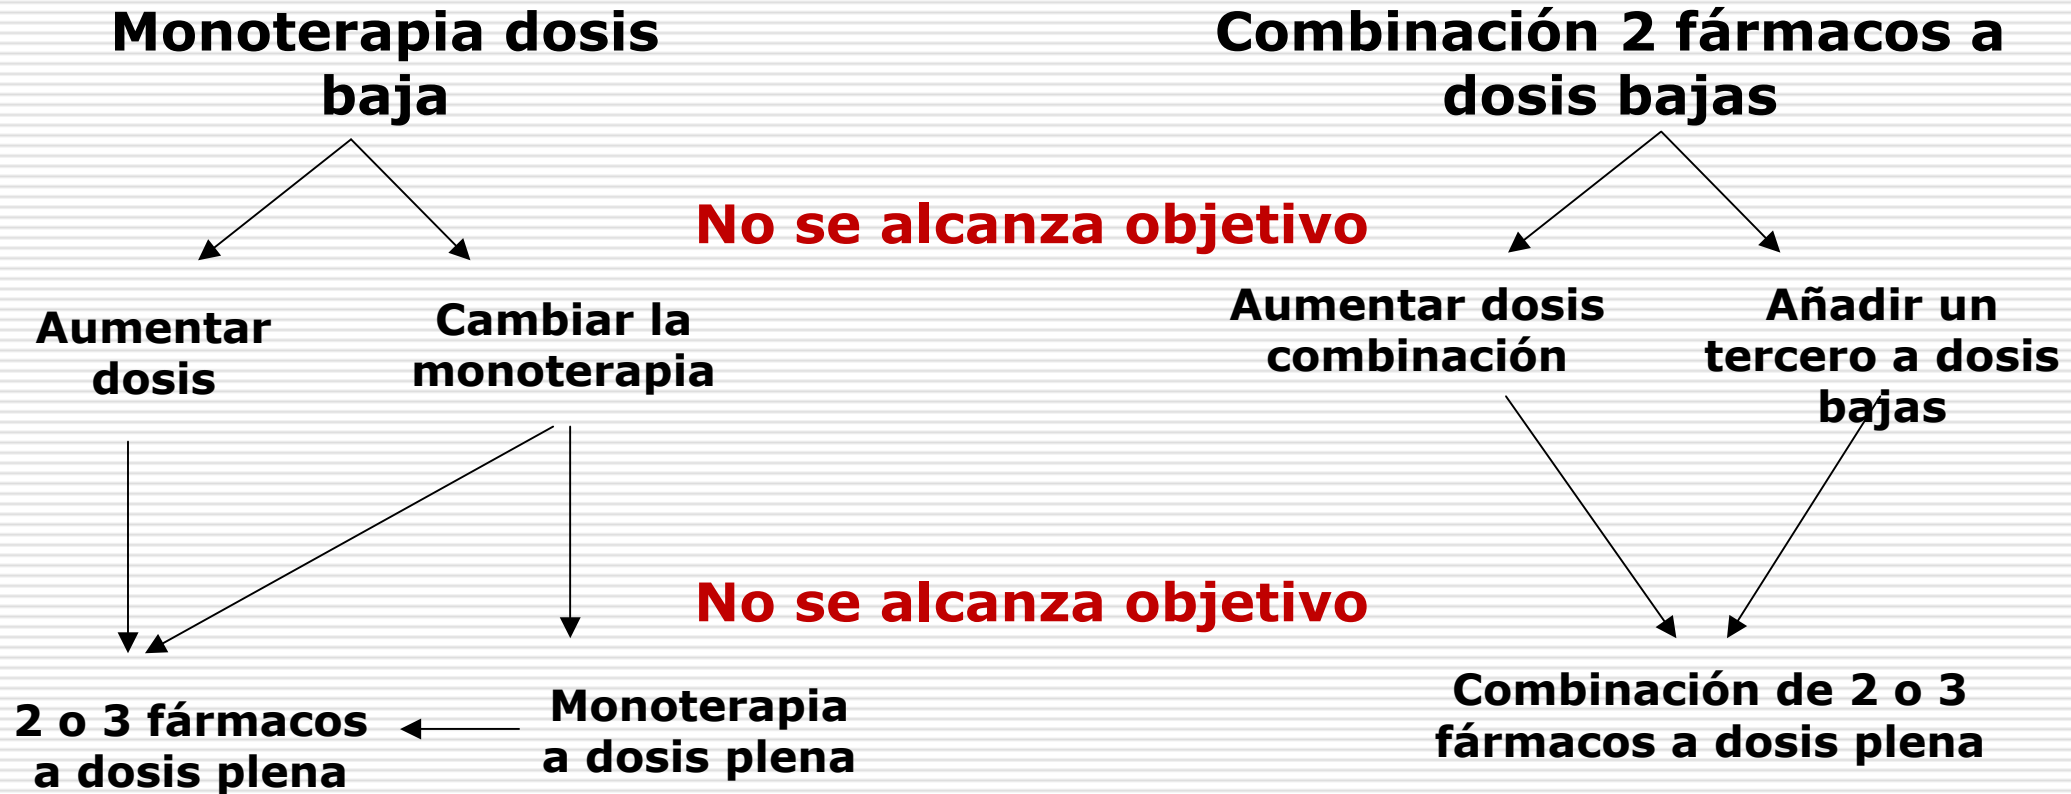 Monoterapia dosis
baja
Combinación 2 fármacos a
dosis bajas
No se alcanza objetivo
Aumentar
dosis
Cambiar la
monoterapia
Aumentar dosis
combinación
Añadir un
tercero a dosis
bajas
No se alcanza objetivo
2 o 3 fármacos
a dosis plena
Monoterapia
a dosis plena
Combinación de 2 o 3
fármacos a dosis plena